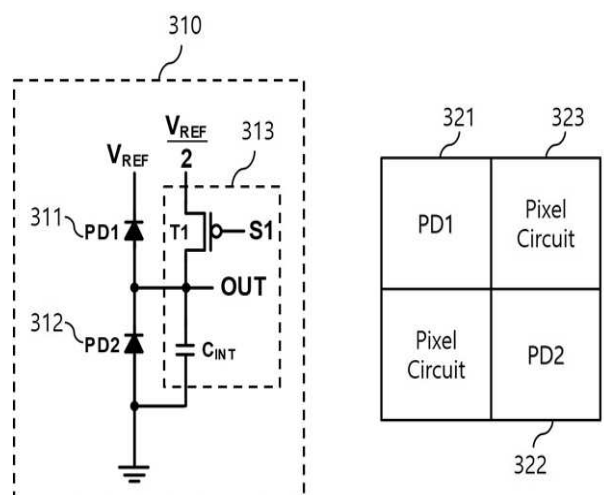 310
V_REF
V_REF
2
313
311
PD1
T1
S1
OUT
312
PD2
C_INT
321
323
PD1
Pixel
Circuit
Pixel
Circuit
PD2
322